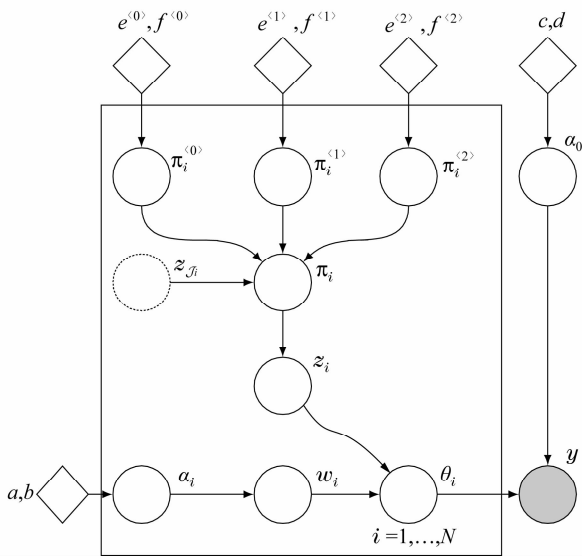 e⟨0⟩, f⟨0⟩ e⟨1⟩, f⟨1⟩ e⟨2⟩, f⟨2⟩ c,d
π_i⟨0⟩ π_i⟨1⟩ π_i⟨2⟩ α₀
z_𝒥i π_i
z_i
a,b α_i w_i θ_i y
i=1,...,N